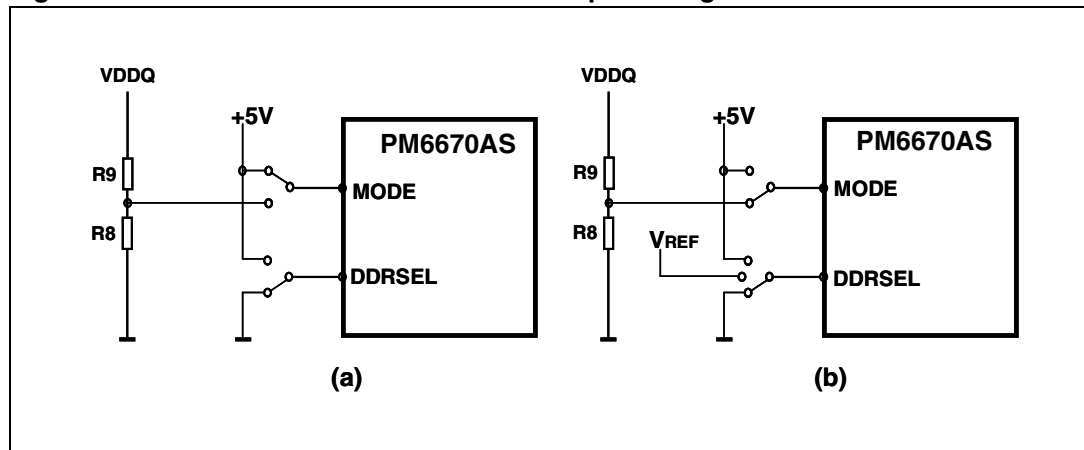 VDDQ
+5V
PM6670AS
R9
MODE
R8
DDRSEL
(a)
VDDQ
+5V
PM6670AS
R9
MODE
R8
VREF
DDRSEL
(b)